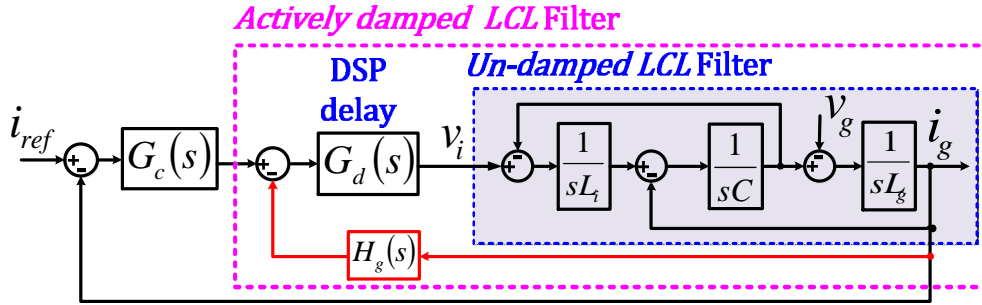 Actively damped LCL Filter
DSP
delay
Un-damped LCL Filter
i_ref
+
-
G_c(s)
+
-
G_d(s)
v_i
+
-
1
sL_i
+
-
1
sC
v_g
+
-
1
sL_g
i_g
H_g(s)